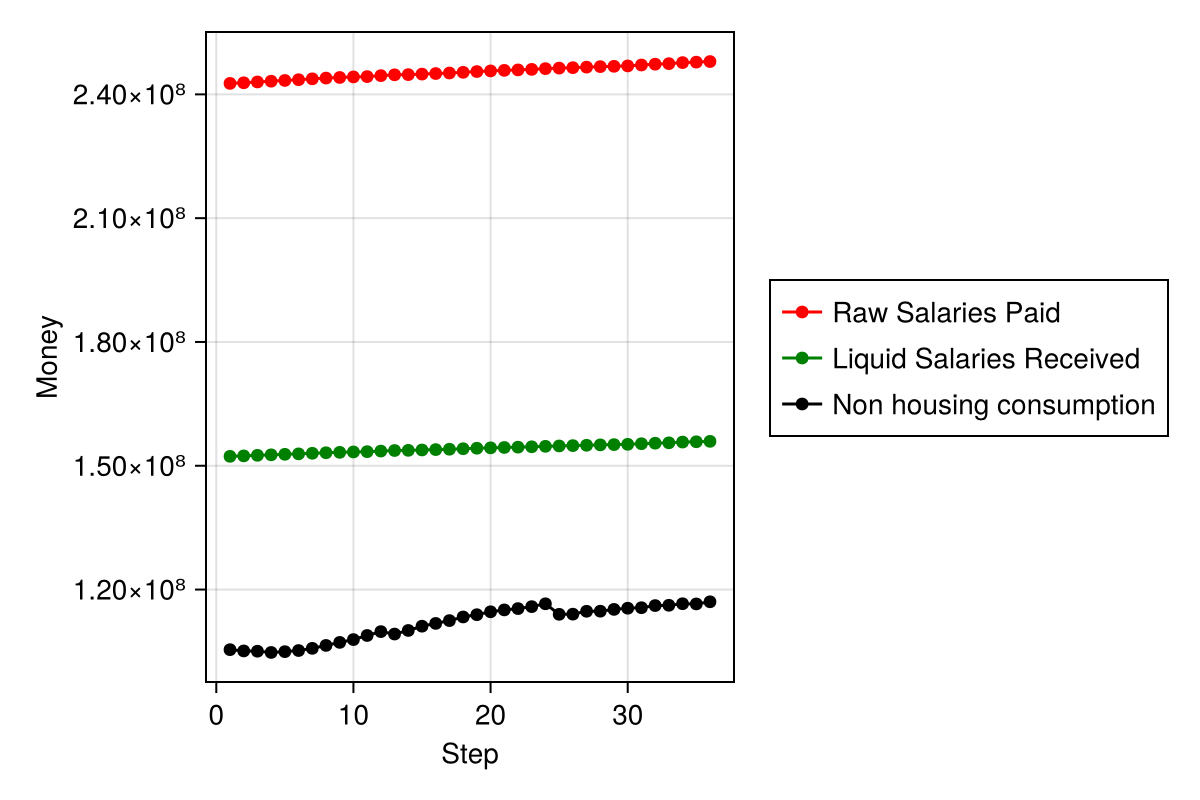 2.40×10⁸
2.10×10⁸
1.80×10⁸
1.50×10⁸
1.20×10⁸
Money
0 10 20 30
Step
Raw Salaries Paid
Liquid Salaries Received
Non housing consumption